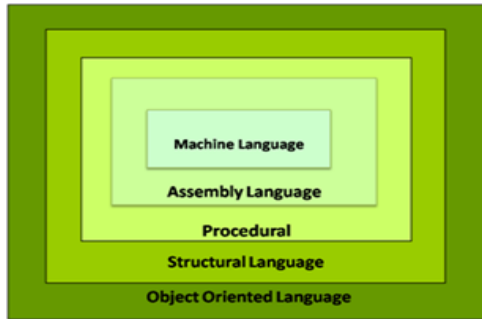 Machine Language
Assembly Language
Procedural
Structural Language
Object Oriented Language